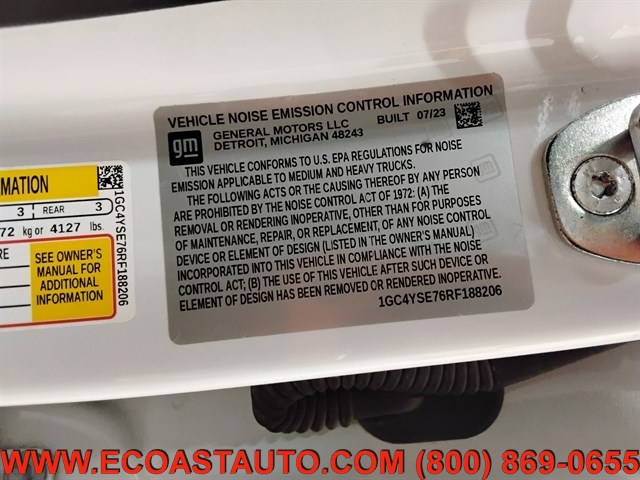 VEHICLE NOISE EMISSION CONTROL INFORMATION
gm
GENERAL MOTORS LLC BUILT 07/23
DETROIT, MICHIGAN 48243
THIS VEHICLE CONFORMS TO U.S. EPA REGULATIONS FOR NOISE
EMISSION APPLICABLE TO MEDIUM AND HEAVY TRUCKS.
THE FOLLOWING ACTS OR THE CAUSING THEREOF BY ANY PERSON
ARE PROHIBITED BY THE NOISE CONTROL ACT OF 1972: (A) THE
REMOVAL OR RENDERING INOPERATIVE, OTHER THAN FOR PURPOSES
OF MAINTENANCE, REPAIR, OR REPLACEMENT, OF ANY NOISE CONTROL
DEVICE OR ELEMENT OF DESIGN (LISTED IN THE OWNER'S MANUAL)
INCORPORATED INTO THIS VEHICLE IN COMPLIANCE WITH THE NOISE
CONTROL ACT; (B) THE USE OF THIS VEHICLE AFTER SUCH DEVICE OR
ELEMENT OF DESIGN HAS BEEN REMOVED OR RENDERED INOPERATIVE.
1GC4YSE76RF188206
RMATION
3 REAR 3
72 kg or 4127 lbs.
RE
SEE OWNER'S
MANUAL FOR
ADDITIONAL
INFORMATION
1GC4YSE76RF188206
WWW.ECOASTAUTO.COM (800) 869-0655